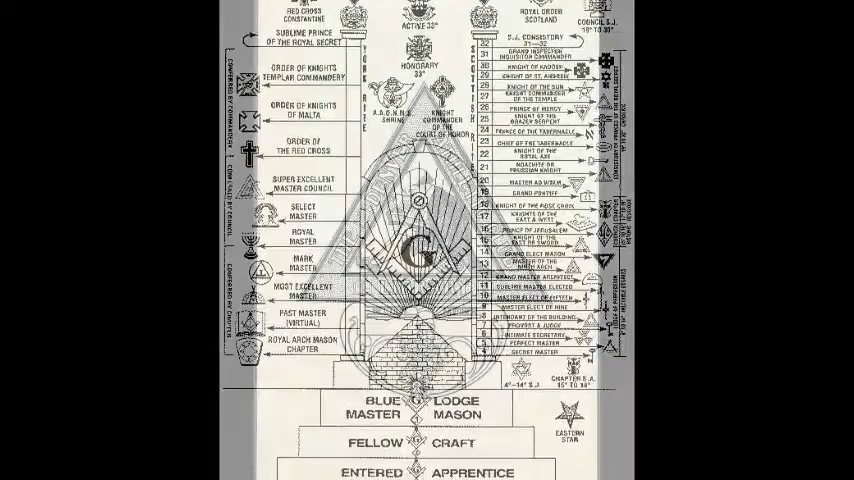 RED CROSS
CONSTANTINE
ACTIVE 33°
ROYAL ORDER
SCOTLAND
COUNCIL S.J.
19° TO 30°
SUBLIME PRINCE
OF THE ROYAL SECRET
S.J. CONSISTORY
31-32
HONORARY
33°
YORK RITE
SCOTTISH RITE
ORDER OF KNIGHTS
TEMPLAR COMMANDERY
ORDER OF KNIGHTS
OF MALTA
ORDER OF
THE RED CROSS
SUPER EXCELLENT
MASTER COUNCIL
SELECT
MASTER
ROYAL
MASTER
MARK
MASTER
MOST EXCELLENT
MASTER
PAST MASTER
(VIRTUAL)
ROYAL ARCH MASON
CHAPTER
CONFERRED BY COMMANDERY
A.A.O.N.M.S.
SHRINE
KNIGHT
COMMANDER
OF THE
COURT OF HONOR
G
32
31 GRAND INSPECTOR
INQUISITOR COMMANDER
30 KNIGHT OF KADOSH
29 KNIGHT OF ST. ANDREW
28 KNIGHT OF THE SUN
27 KNIGHT COMMANDER
OF THE TEMPLE
26 PRINCE OF MERCY
25 KNIGHT OF THE
BRAZEN SERPENT
24 PRINCE OF THE TABERNACLE
23 CHIEF OF THE TABERNACLE
22 KNIGHT OF THE
ROYAL AXE
21 NOACHITE OR
PRUSSIAN KNIGHT
20 MASTER AD VITAM
19 GRAND PONTIFF
18 KNIGHT OF THE ROSE CROIX
17 KNIGHTS OF THE
EAST & WEST
16 PRINCE OF JERUSALEM
15 KNIGHT OF THE
EAST OR SWORD
14 GRAND ELECT MASON
13 MASTER OF THE
NINTH ARCH
12 GRAND MASTER ARCHITECT
11 SUBLIME MASTER ELECTED
10 MASTER ELECT OF FIFTEEN
9 MASTER ELECT OF NINE
8 INTENDANT OF THE BUILDING
7 PROVOST & JUDGE
6 INTIMATE SECRETARY
5 PERFECT MASTER
4 SECRET MASTER
4°-14° S.J.
CHAPTER S.J.
15° TO 18°
BLUE LODGE
MASTER MASON
EASTERN
STAR
FELLOW CRAFT
ENTERED APPRENTICE